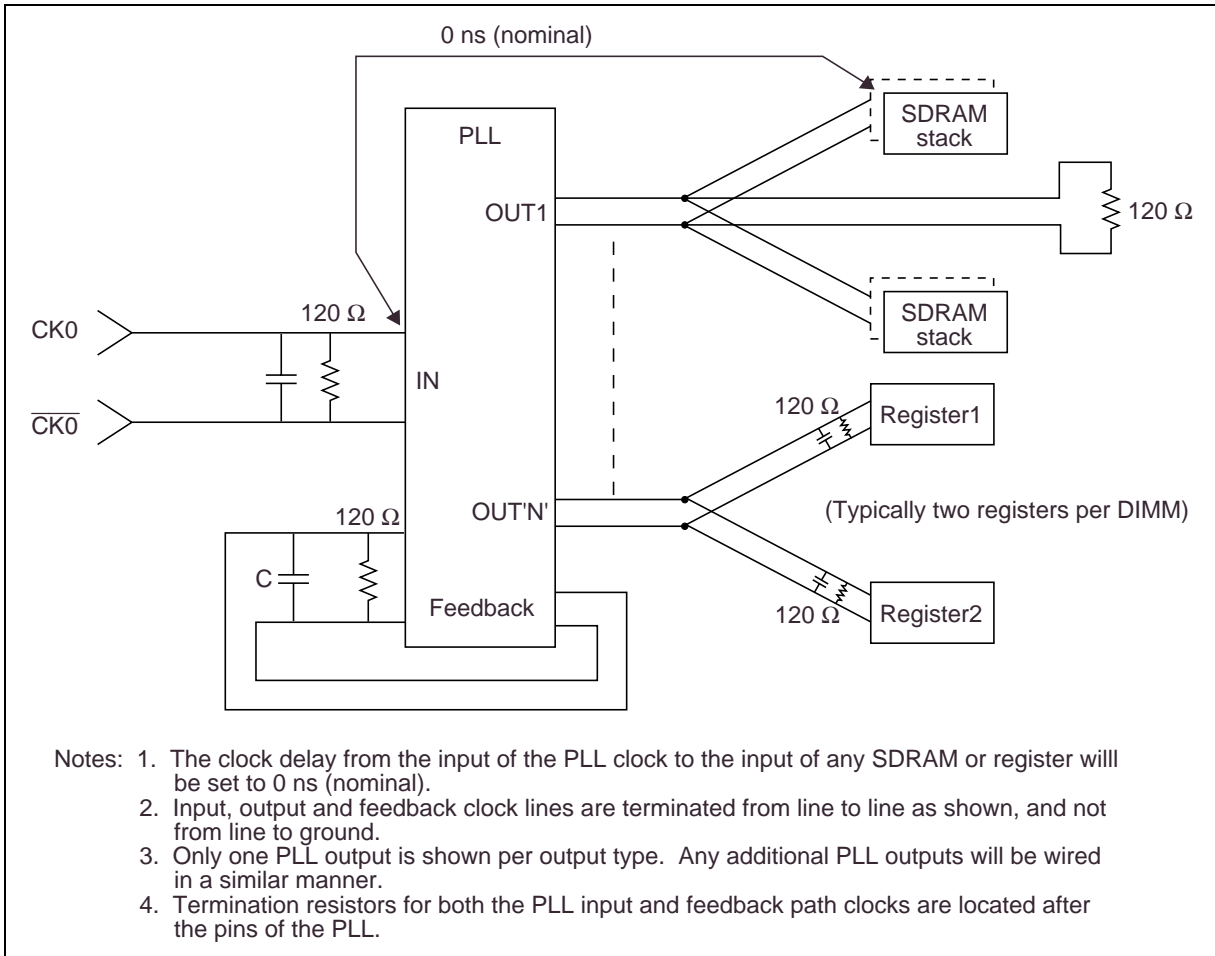 0 ns (nominal)
PLL
SDRAM
stack
OUT1
120 Ω
SDRAM
stack
120 Ω
CK0
IN
CK0
120 Ω
Register1
OUT'N'
(Typically two registers per DIMM)
120 Ω
C
120 Ω
Register2
Feedback
Notes: 1. The clock delay from the input of the PLL clock to the input of any SDRAM or register willl
be set to 0 ns (nominal).
2. Input, output and feedback clock lines are terminated from line to line as shown, and not
from line to ground.
3. Only one PLL output is shown per output type. Any additional PLL outputs will be wired
in a similar manner.
4. Termination resistors for both the PLL input and feedback path clocks are located after
the pins of the PLL.